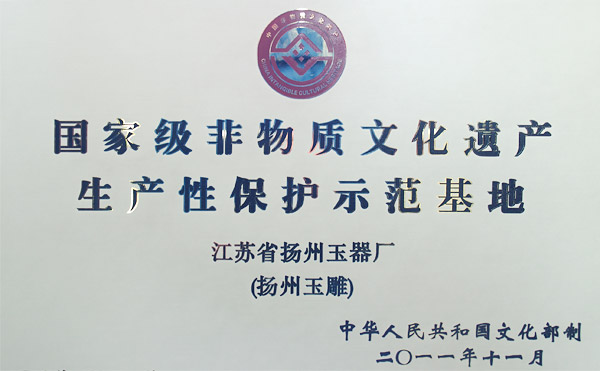 国家级非物质文化遗产
生产性保护示范基地
江苏省扬州玉器厂
(扬州玉雕)
中华人民共和国文化部制
二〇一一年十一月